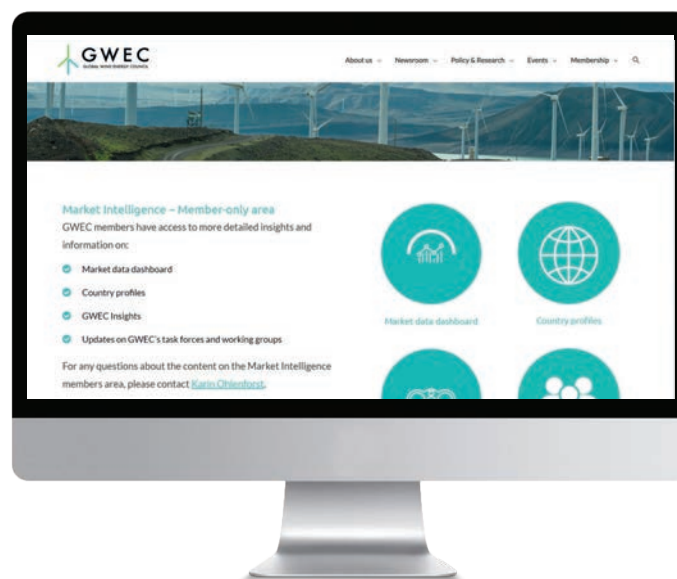 GWEC
GLOBAL WIND ENERGY COUNCIL
About us Newsroom Policy & Research Events Membership
Market Intelligence – Member-only area
GWEC members have access to more detailed insights and
information on:
Market data dashboard
Country profiles
GWEC Insights
Updates on GWEC's task forces and working groups
For any questions about the content on the Market Intelligence
members area, please contact Karin Ohlenforst.
Market data dashboard
Country profiles